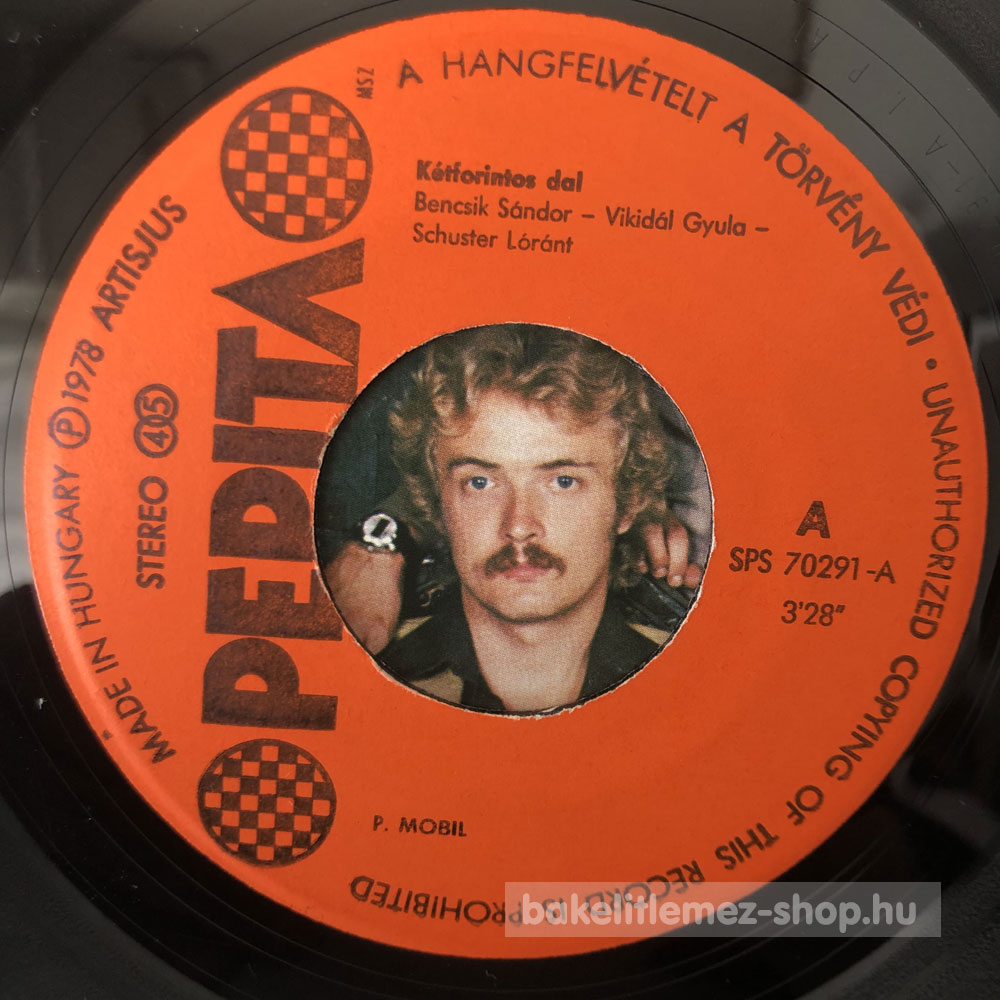 A HANGFELVÉTELT A TÖRVÉNY VÉDI • UNAUTHORIZED COPYING OF THIS RECORD IS PROHIBITED
MADE IN HUNGARY Ⓟ 1978 ARTISJUS
MSZ
Kétforintos dal
Bencsik Sándor – Vikidál Gyula –
Schuster Lóránt
STEREO 45
PEPITA
A
SPS 70291-A
3'28"
P. MOBIL
bakelitlemez-shop.hu